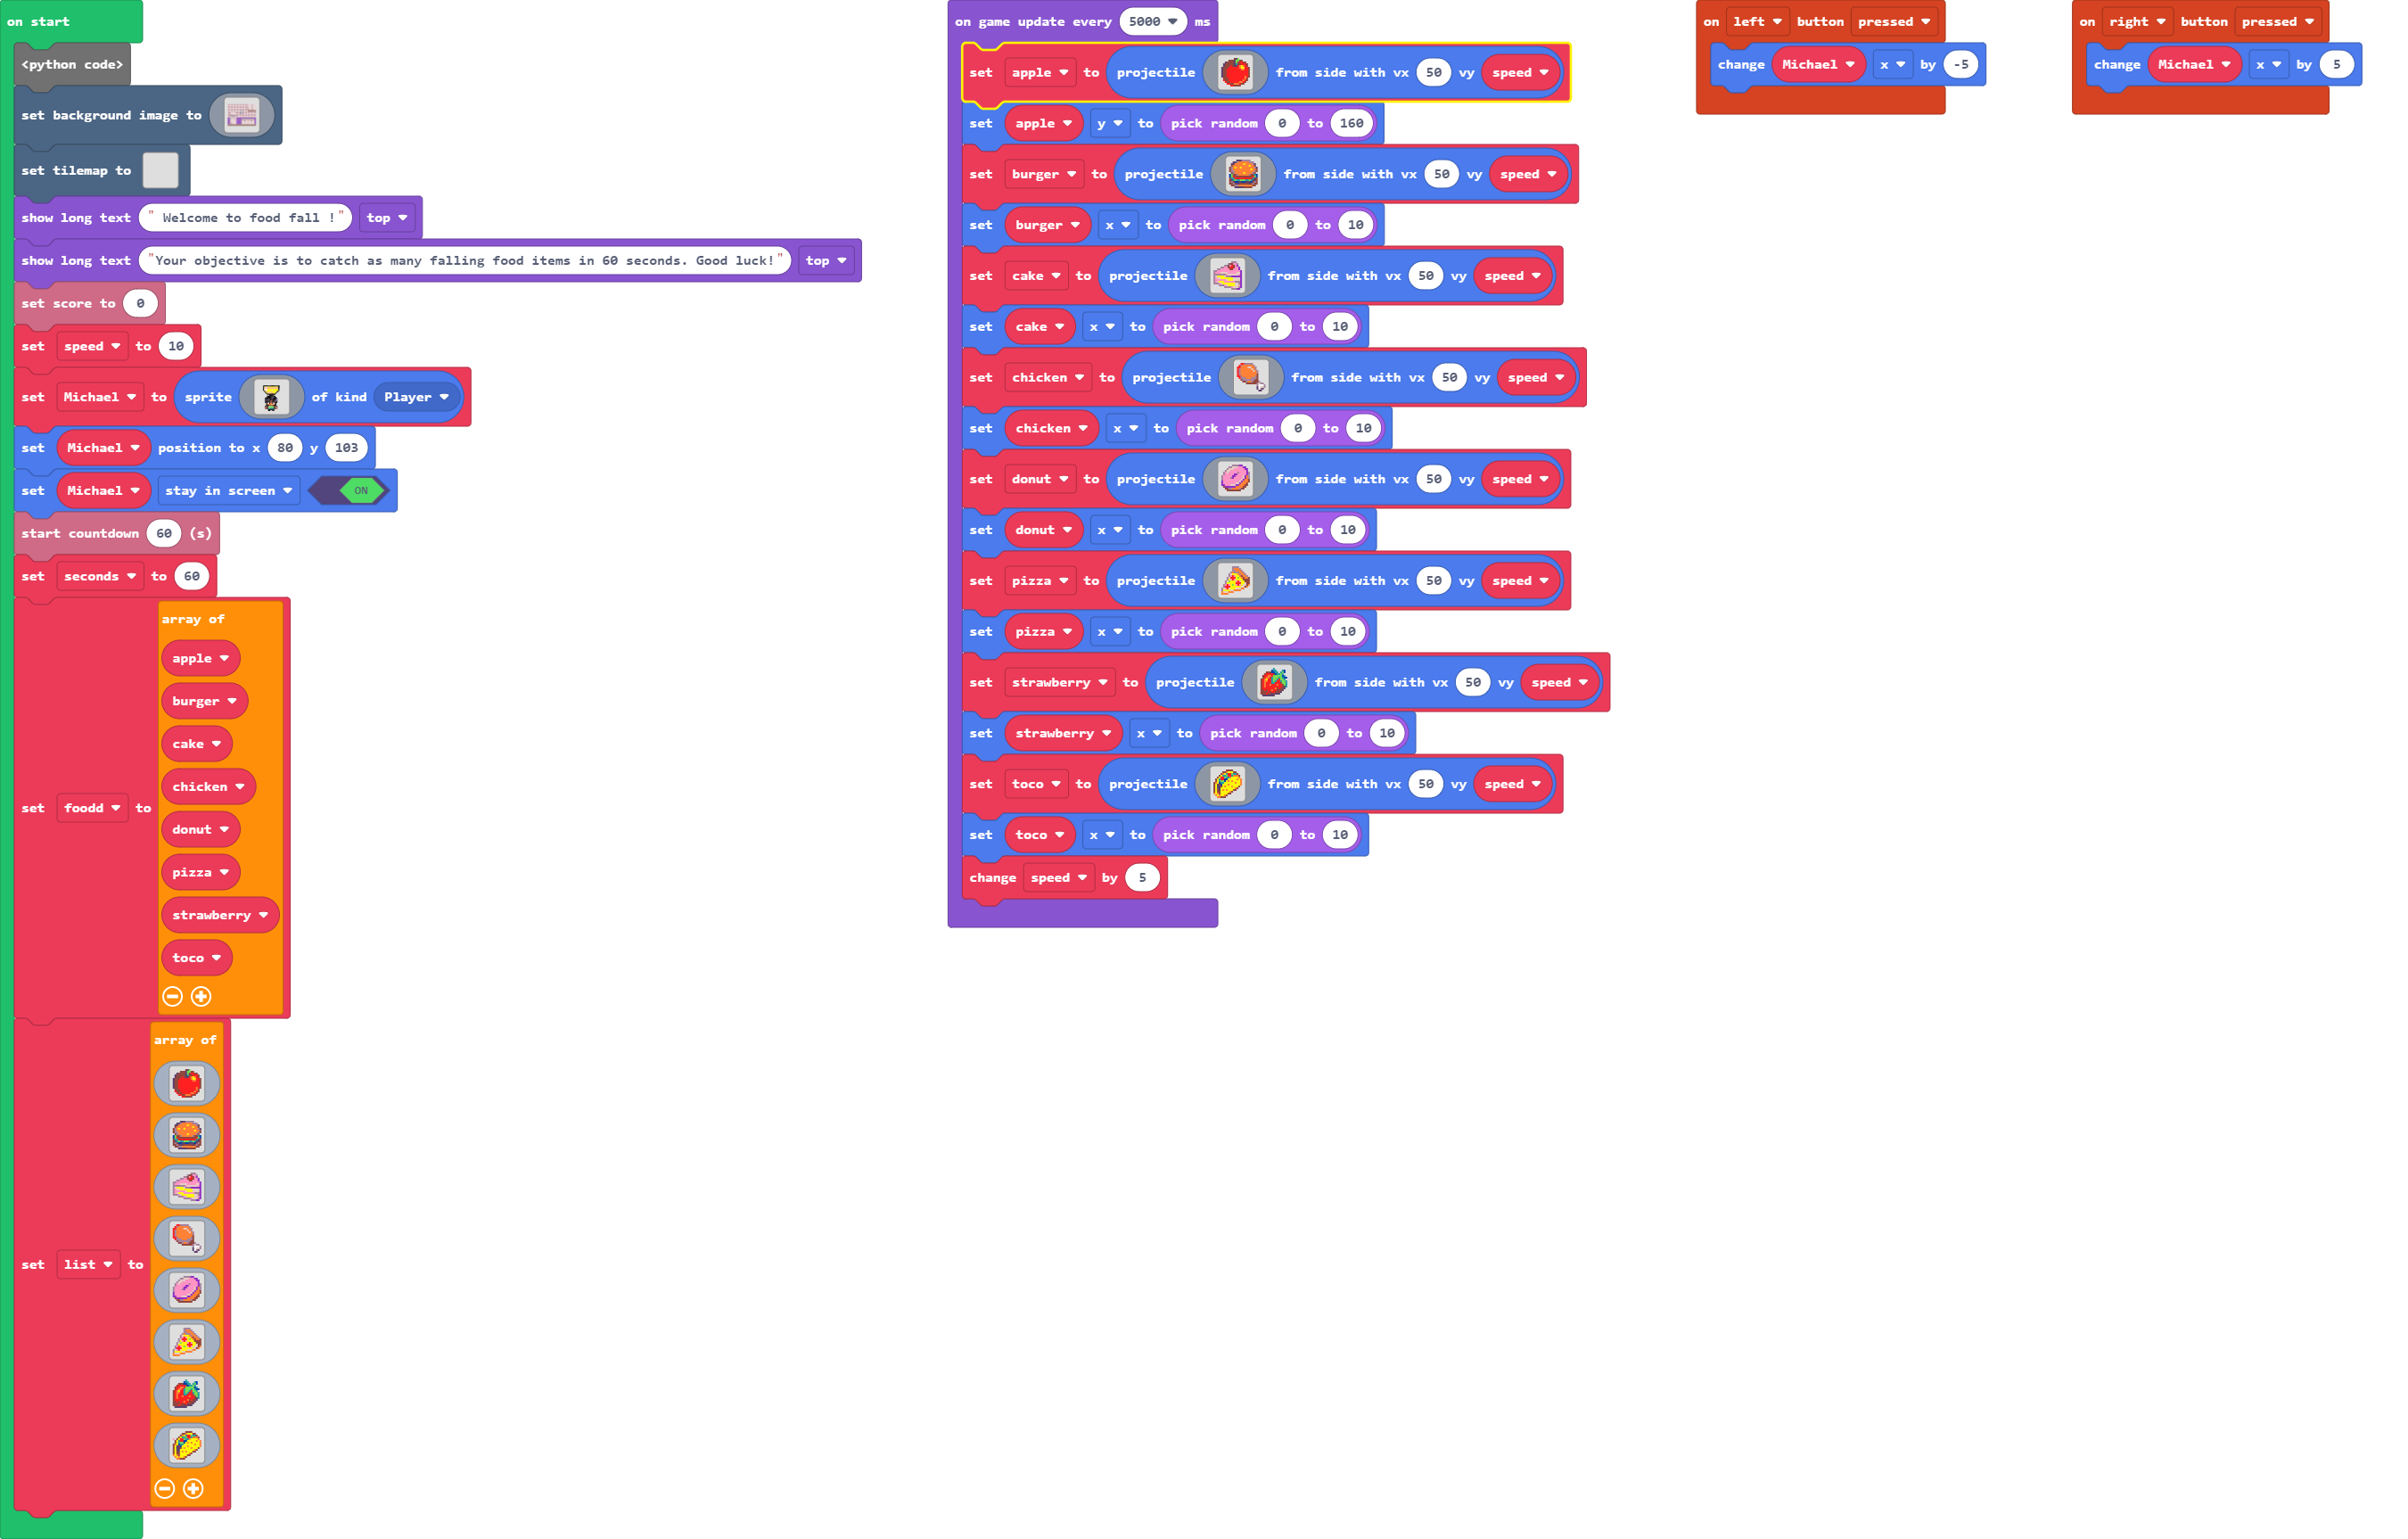 on start
<python code>
set background image to
set tilemap to
show long text " Welcome to food fall !" top
show long text "Your objective is to catch as many falling food items in 60 seconds. Good luck!" top
set score to 0
set speed to 10
set Michael to sprite of kind Player
set Michael position to x 80 y 103
set Michael stay in screen ON
start countdown 60 (s)
set seconds to 60
set foodd to array of
apple
burger
cake
chicken
donut
pizza
strawberry
toco
set list to array of
on game update every 5000 ms
set apple to projectile from side with vx 50 vy speed
set apple y to pick random 0 to 160
set burger to projectile from side with vx 50 vy speed
set burger x to pick random 0 to 10
set cake to projectile from side with vx 50 vy speed
set cake x to pick random 0 to 10
set chicken to projectile from side with vx 50 vy speed
set chicken x to pick random 0 to 10
set donut to projectile from side with vx 50 vy speed
set donut x to pick random 0 to 10
set pizza to projectile from side with vx 50 vy speed
set pizza x to pick random 0 to 10
set strawberry to projectile from side with vx 50 vy speed
set strawberry x to pick random 0 to 10
set toco to projectile from side with vx 50 vy speed
set toco x to pick random 0 to 10
change speed by 5
on left button pressed
change Michael x by -5
on right button pressed
change Michael x by 5